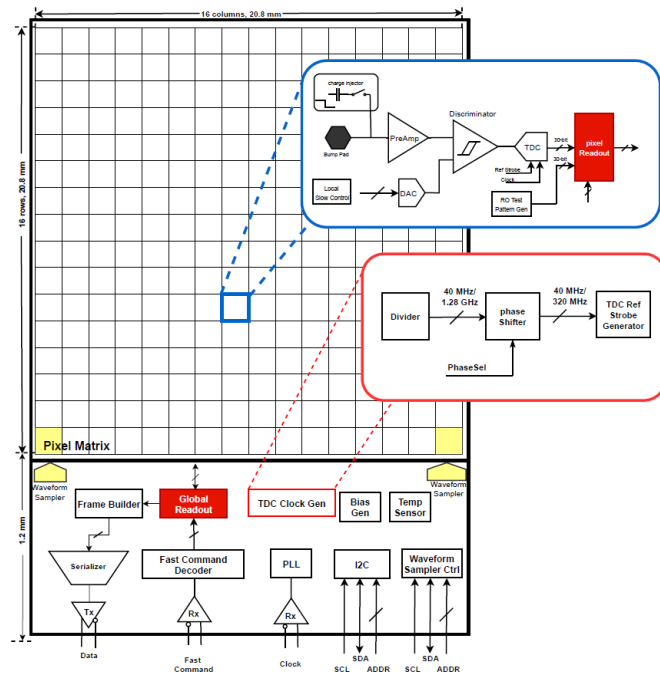 16 columns, 20.8 mm
16 rows, 20.8 mm
charge injector
Bump Pad
PreAmp
Discriminator
TDC
Ref Strobe
Clock
30-bit
30-bit
pixel
Readout
Local
Slow Control
DAC
RO Test
Pattern Gen
Divider
40 MHz/
1.28 GHz
phase
Shifter
40 MHz/
320 MHz
TDC Ref
Strobe
Generator
PhaseSel
Pixel Matrix
1.2 mm
Waveform
Sampler
Waveform
Sampler
Frame Builder
Global
Readout
TDC Clock Gen
Bias
Gen
Temp
Sensor
Serializer
Fast Command
Decoder
PLL
I2C
Waveform
Sampler Ctrl
Tx
Rx
Rx
Data
Fast
Command
Clock
SCL
SDA
ADDR
SCL
SDA
ADDR